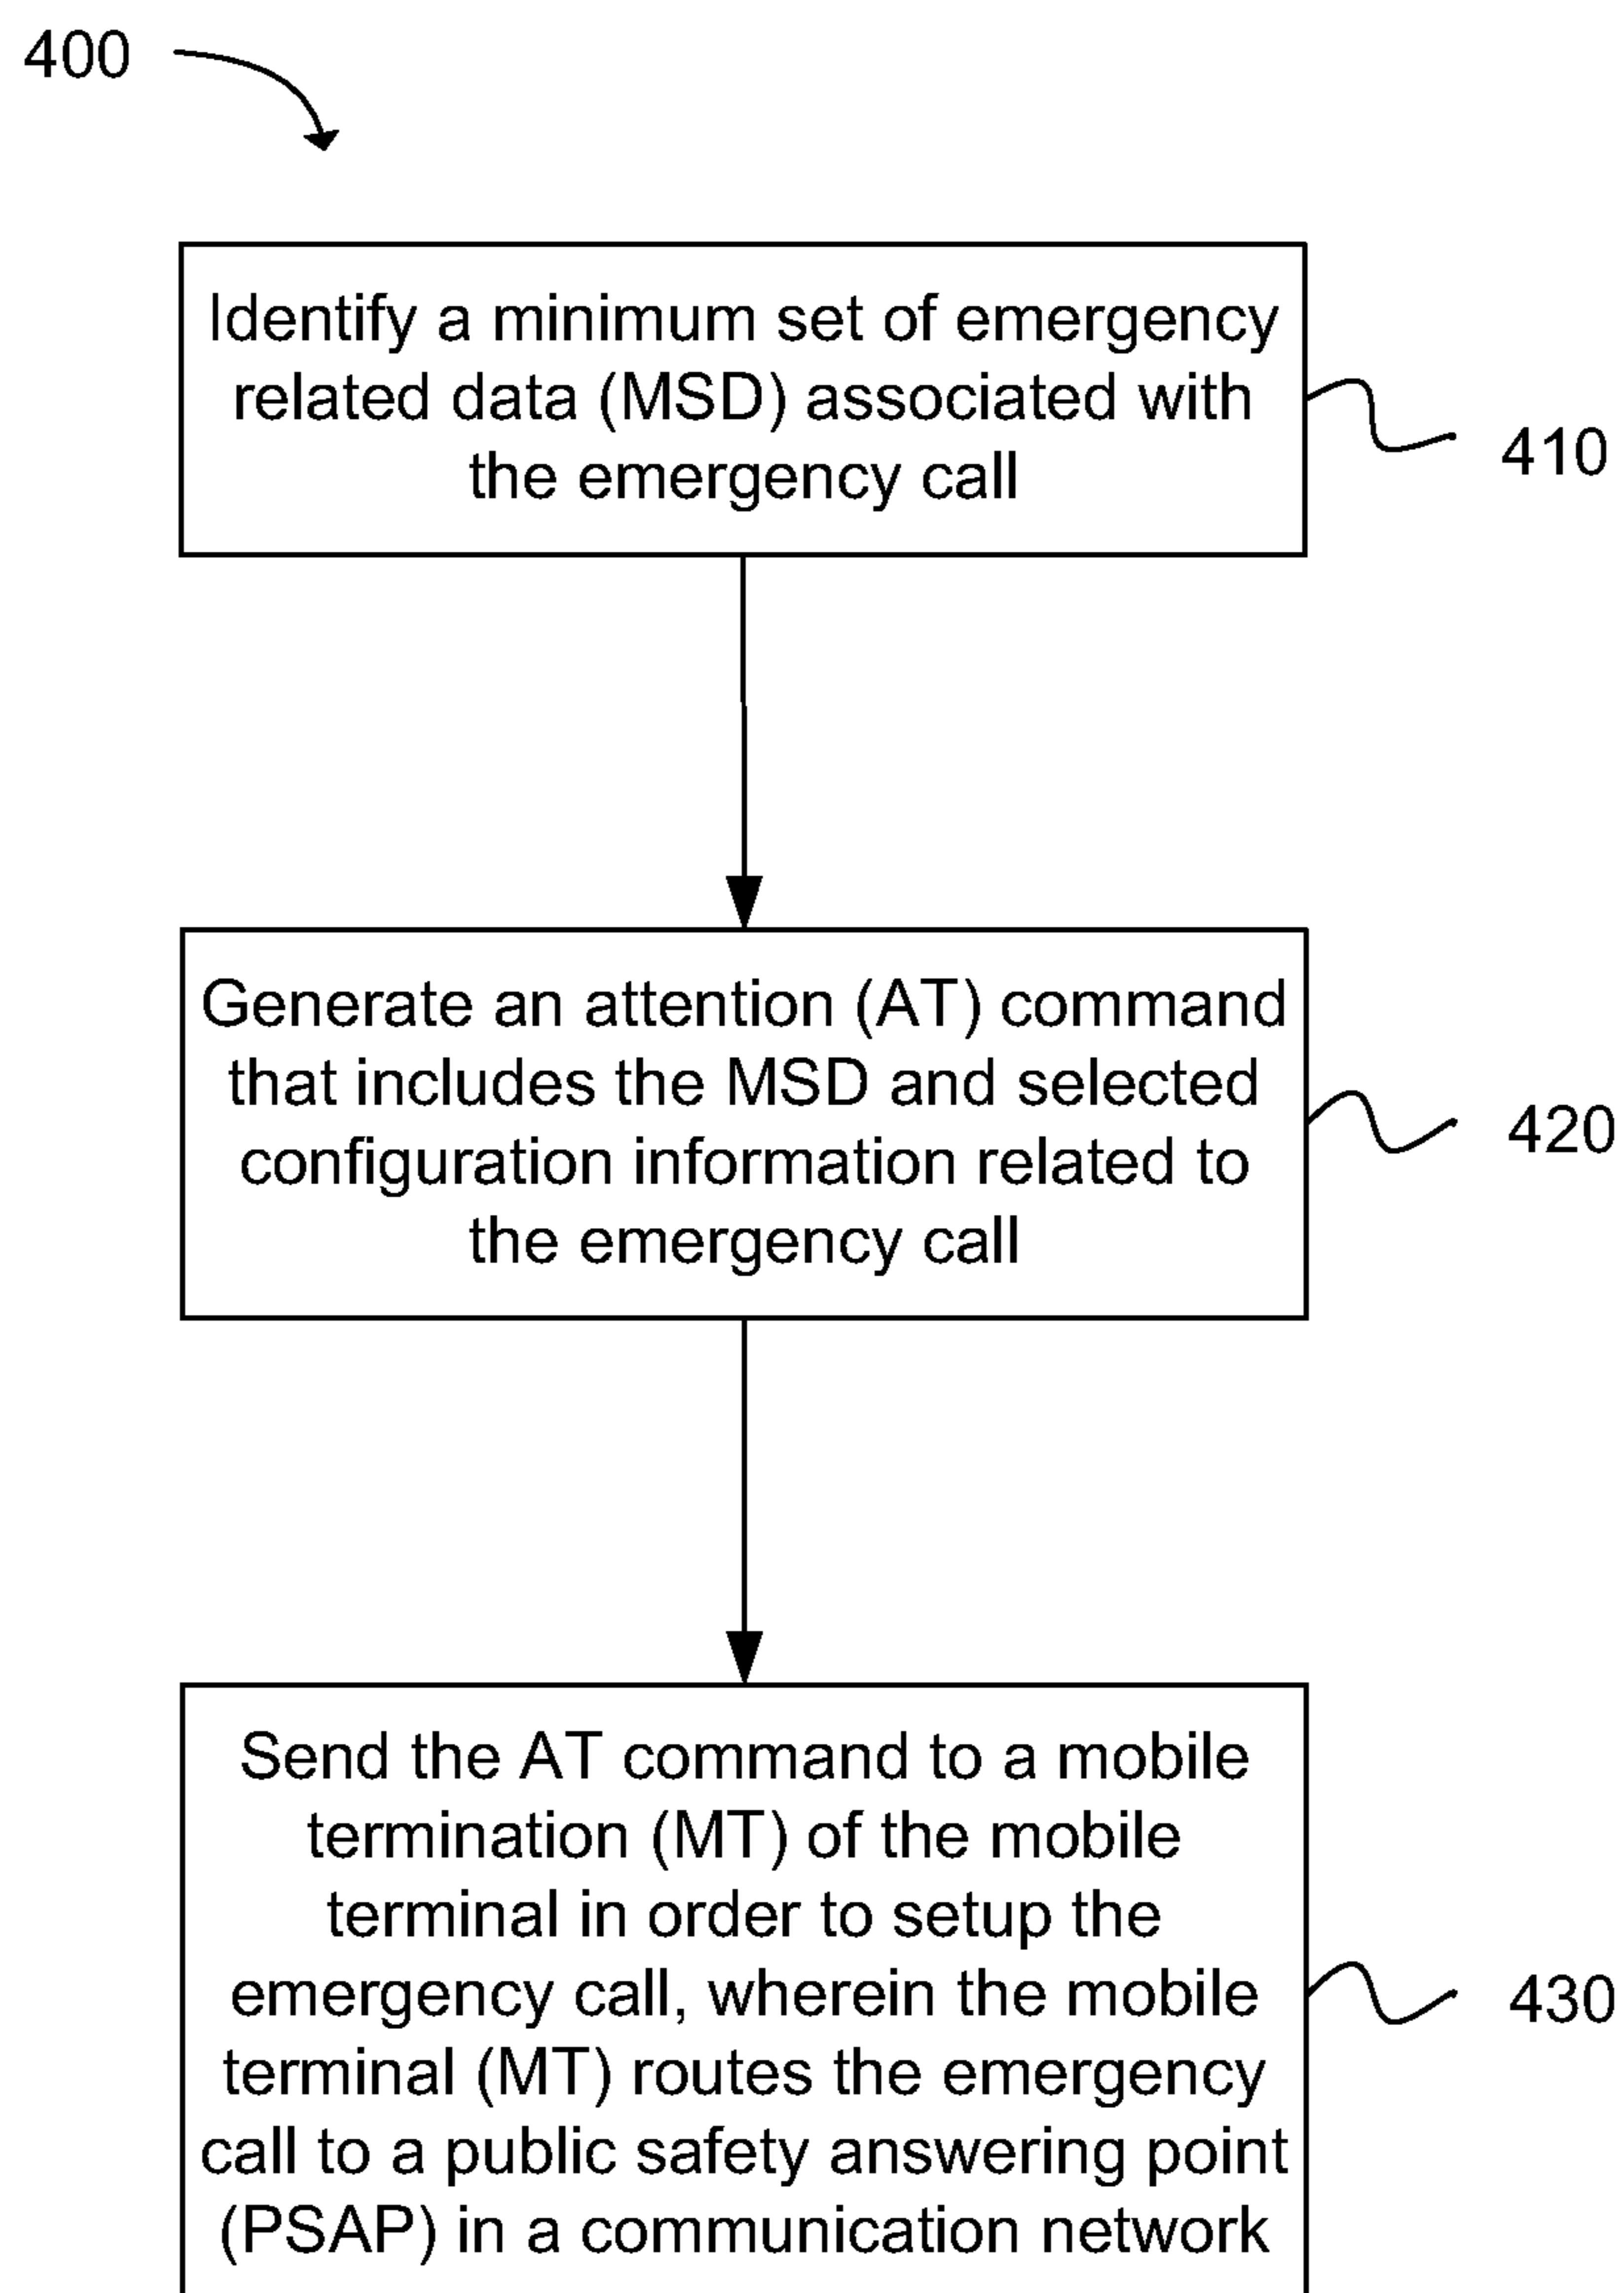 400
Identify a minimum set of emergency
related data (MSD) associated with
the emergency call
410
Generate an attention (AT) command
that includes the MSD and selected
configuration information related to
the emergency call
420
Send the AT command to a mobile
termination (MT) of the mobile
terminal in order to setup the
emergency call, wherein the mobile
terminal (MT) routes the emergency
call to a public safety answering point
(PSAP) in a communication network
430